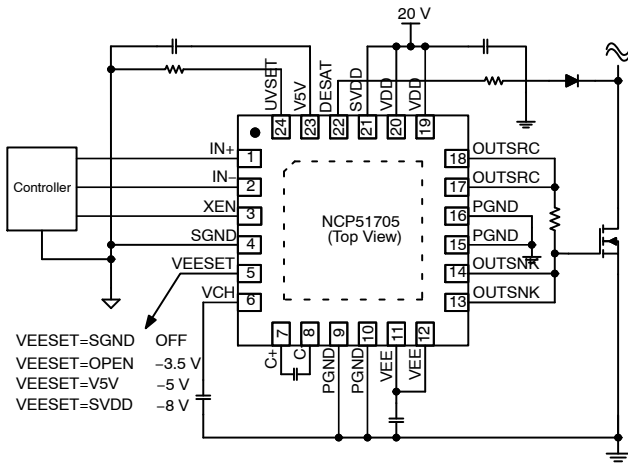 20 V
UVSET
V5V
DESAT
SVDD
VDD
VDD
24
23
22
21
20
19
IN+
1
IN−
2
XEN
3
SGND
4
VEESET
5
VCH
6
Controller
NCP51705
(Top View)
18
OUTSRC
17
OUTSRC
16
PGND
15
PGND
14
OUTSNK
13
OUTSNK
7
8
9
10
11
12
C+
C−
PGND
PGND
VEE
VEE
VEESET=SGND OFF
VEESET=OPEN −3.5 V
VEESET=V5V −5 V
VEESET=SVDD −8 V